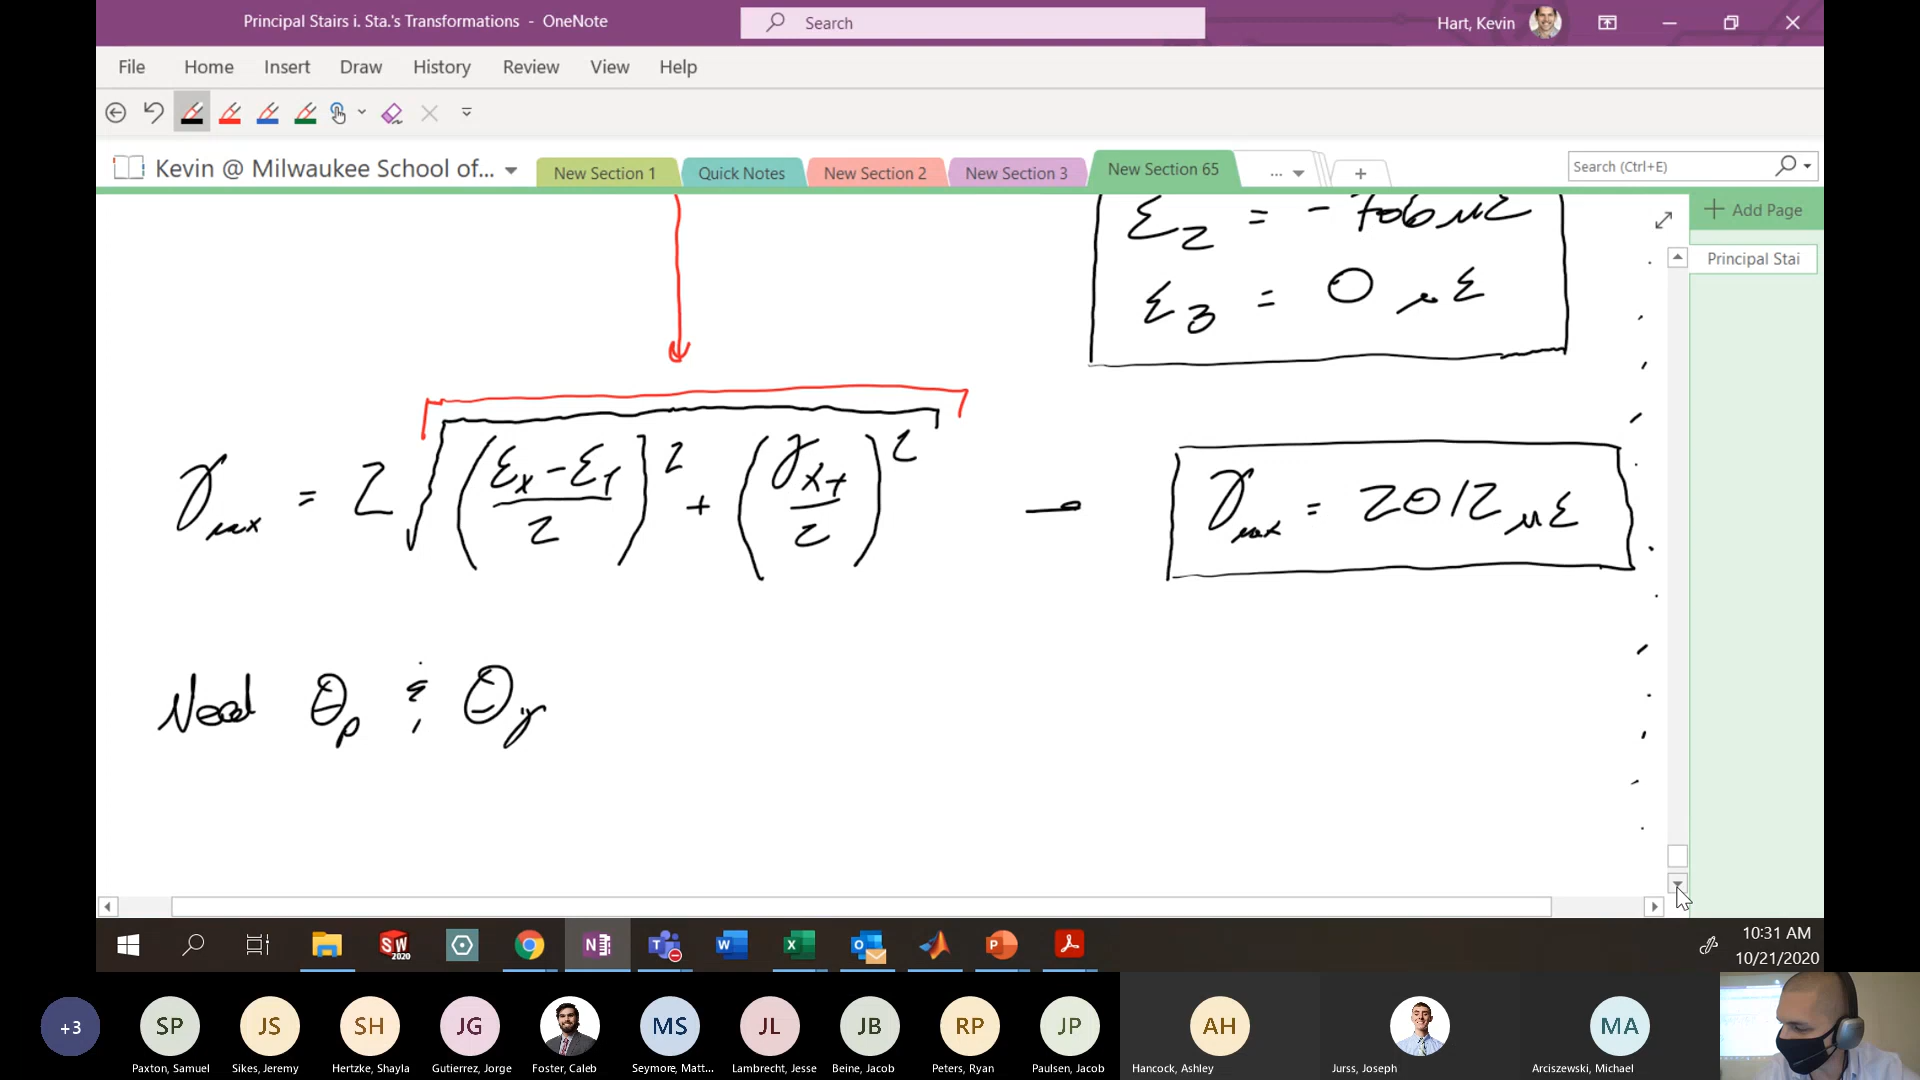 Principal Stairs i. Sta.'s Transformations - OneNote
Search
Hart, Kevin
File Home Insert Draw History Review View Help
Kevin @ Milwaukee School of...
New Section 1
Quick Notes
New Section 2
New Section 3
New Section 65
...
Search (Ctrl+E)
Add Page
Principal Stai
ε2 = -706 με
ε3 = 0 με
γmax = 2√((εx-εy)/2)² + (γxy/2)² → γmax = 2012 με
Need θp & θγ
SW 2020
10:31 AM
10/21/2020
+3
SP
JS
SH
JG
MS
JL
JB
RP
JP
AH
MA
Paxton, Samuel
Sikes, Jeremy
Hertzke, Shayla
Gutierrez, Jorge
Foster, Caleb
Seymore, Matt...
Lambrecht, Jesse
Beine, Jacob
Peters, Ryan
Paulsen, Jacob
Hancock, Ashley
Jurss, Joseph
Arciszewski, Michael